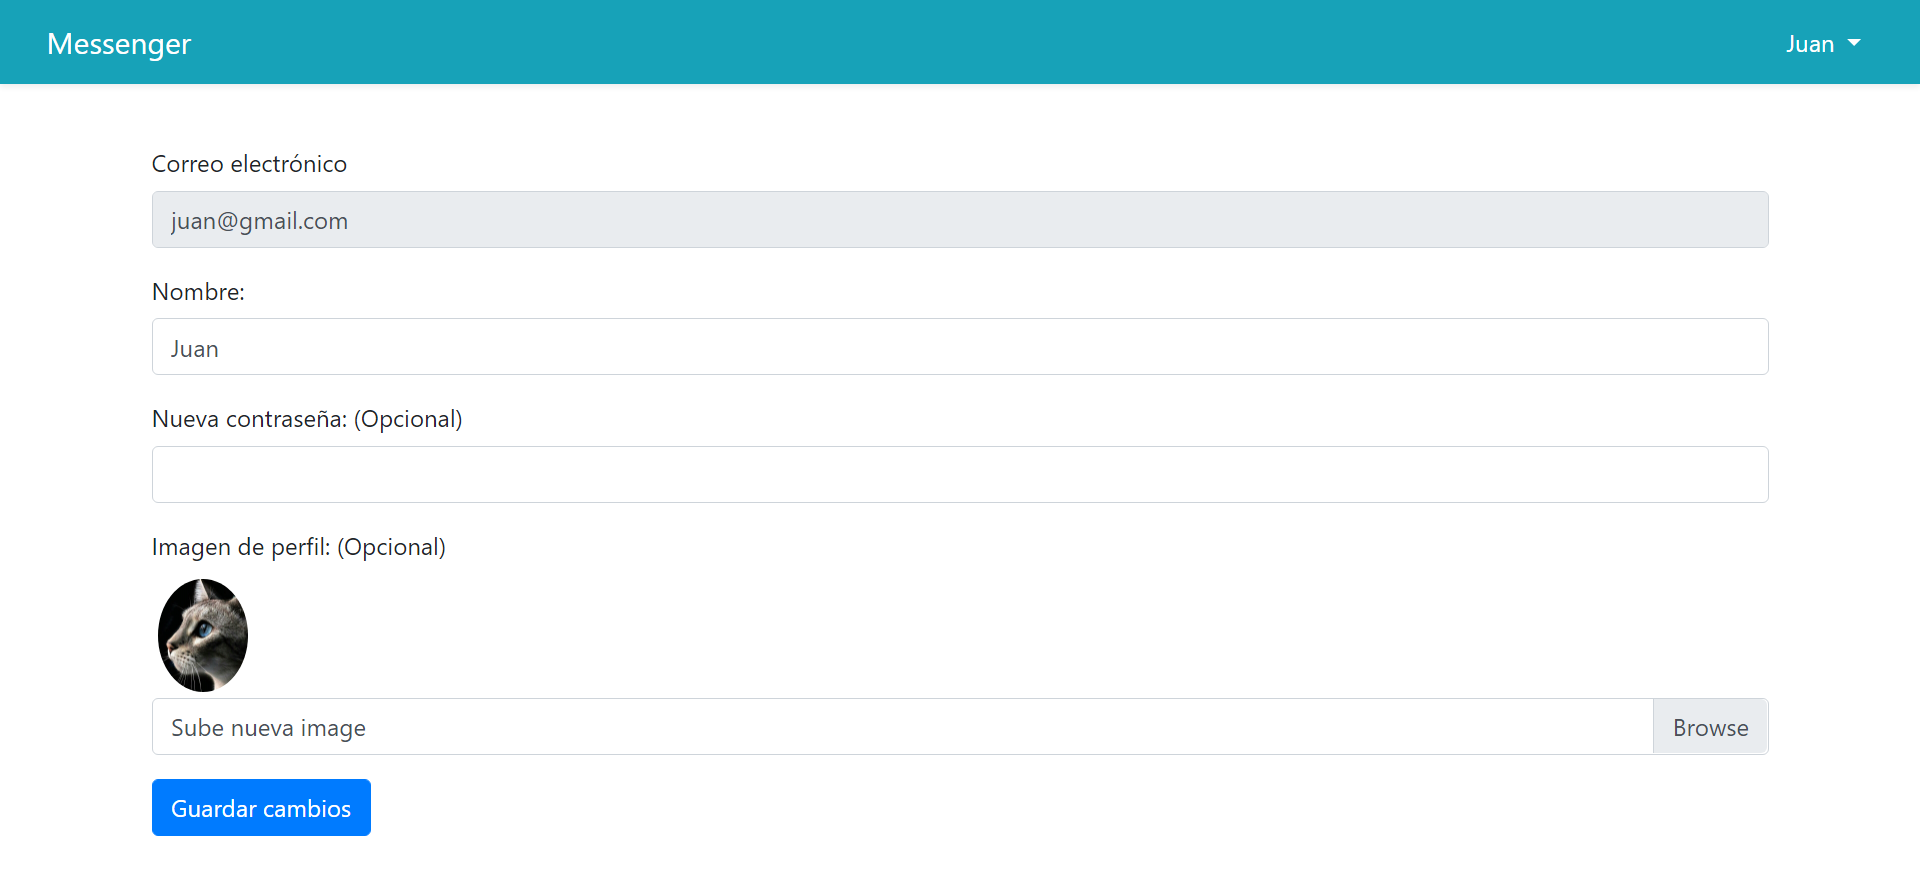 Messenger
Juan
Correo electrónico
juan@gmail.com
Nombre:
Juan
Nueva contraseña: (Opcional)
Imagen de perfil: (Opcional)
Sube nueva image
Browse
Guardar cambios